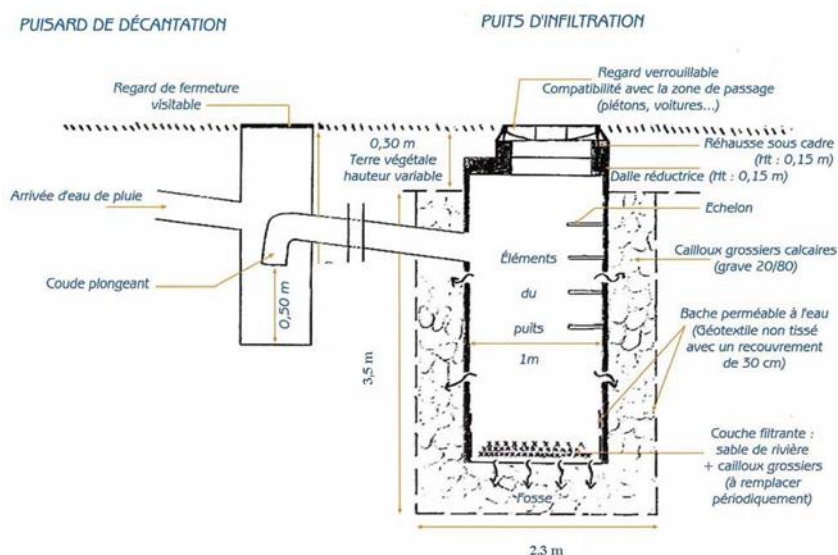 PUISARD DE DÉCANTATION
PUITS D'INFILTRATION
Regard de fermeture
visitable
Regard verrouillable
Compatibilité avec la zone de passage
(piétons, voitures...)
0,30 m
Terre végétale
hauteur variable
Réhausse sous cadre
(Ht : 0,15 m)
Dalle réductrice (Ht : 0,15 m)
Arrivée d'eau de pluie
Echelon
Cailloux grossiers calcaires
(grave 20/80)
Coude plongeant
0,50 m
Éléments
du
puits
1m
3,5 m
Bache perméable à l'eau
(Géotextile non tissé
avec un recouvrement
de 30 cm)
Couche filtrante :
sable de rivière
+ cailloux grossiers
(à remplacer
périodiquement)
Fosse
2,3 m